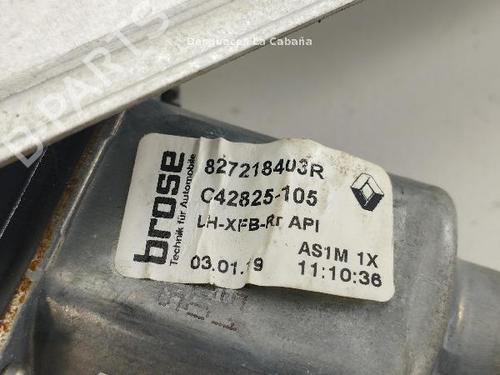 Desguaces La Cabaña
B-PARTS
brose
Technik für Automobile
827218403R
C42825-105
LH-XFB-Rr API
AS1M 1X
03.01.19
11:10:36